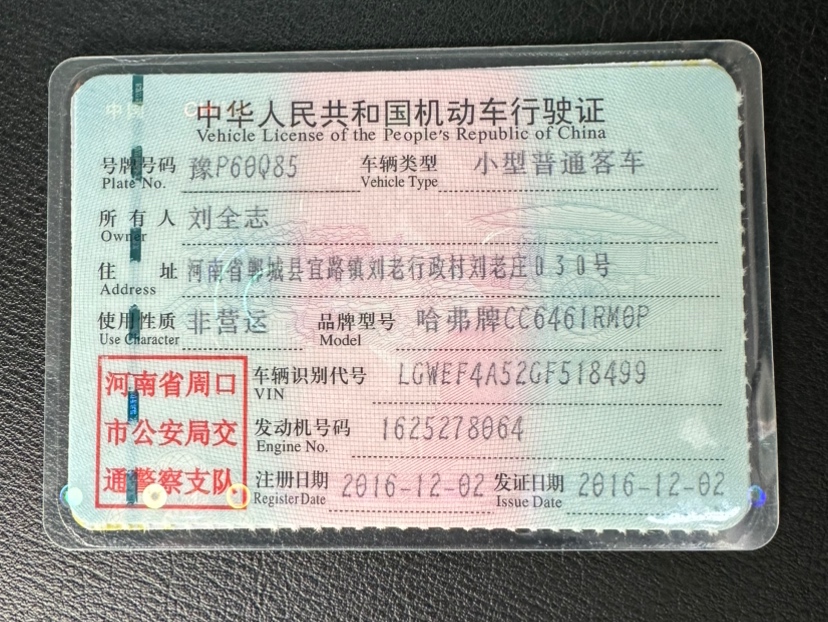 中华人民共和国机动车行驶证
Vehicle License of the People's Republic of China
号牌号码 豫P60Q85 车辆类型 小型普通客车
Plate No. Vehicle Type
所有人 刘全志
Owner
住址 河南省郸城县宜路镇刘老行政村刘老庄030号
Address
使用性质 非营运 品牌型号 哈弗牌CC6461RM0P
Use Character Model
河南省周口
市公安局交
通警察支队
车辆识别代号 LGWEF4A52GF518499
VIN
发动机号码 1625278064
Engine No.
注册日期 2016-12-02 发证日期 2016-12-02
Register Date Issue Date